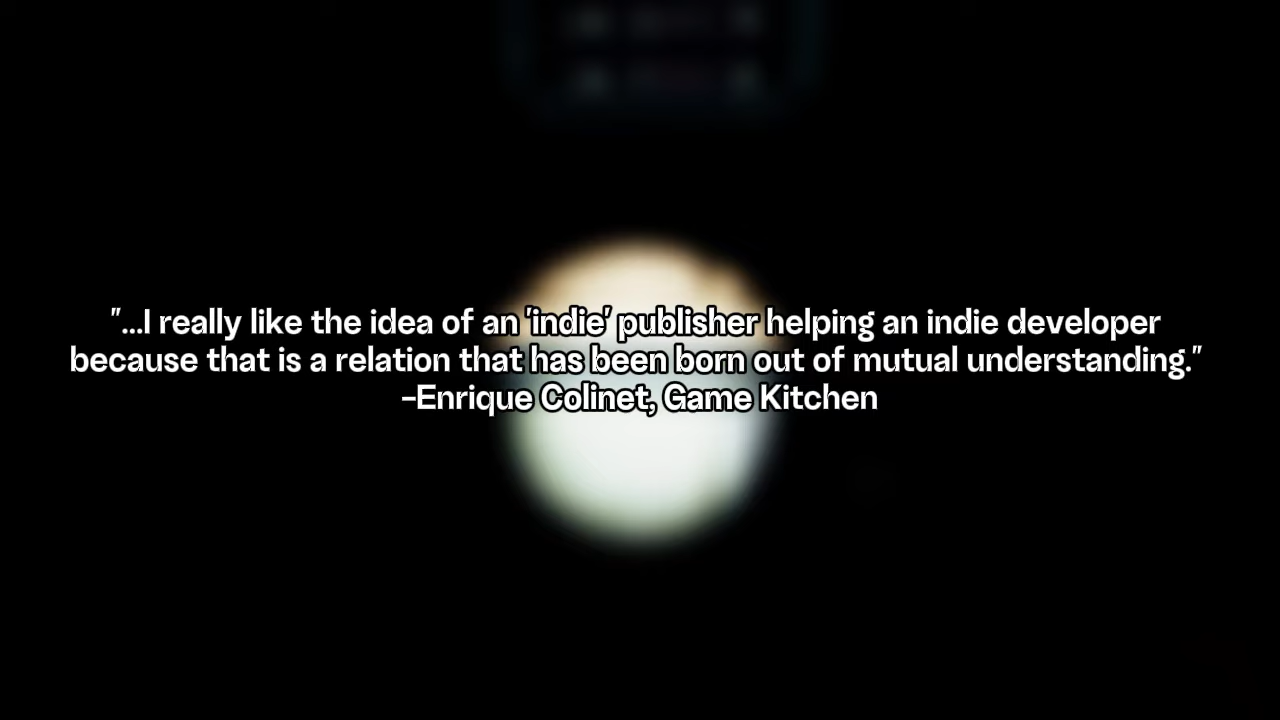 "...I really like the idea of an 'indie' publisher helping an indie developer
because that is a relation that has been born out of mutual understanding."
-Enrique Colinet, Game Kitchen